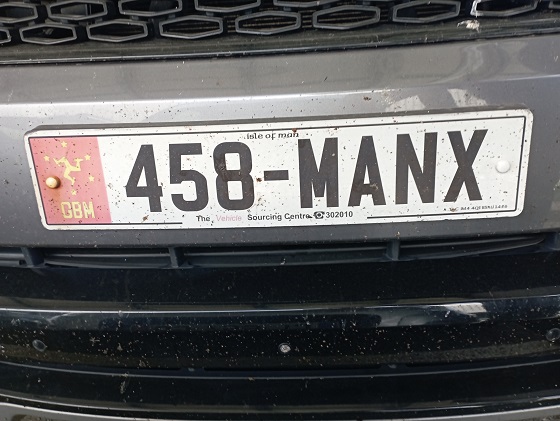 isle of man
GBM
458-MANX
The Vehicle Sourcing Centre 302010